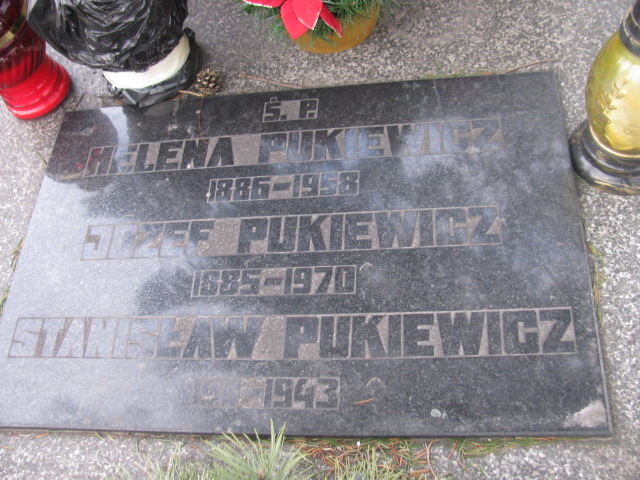 Ś. P.
HELENA PUKIEWICZ
1886-1958
JÓZEF PUKIEWICZ
1885-1970
STANISŁAW PUKIEWICZ
-1943